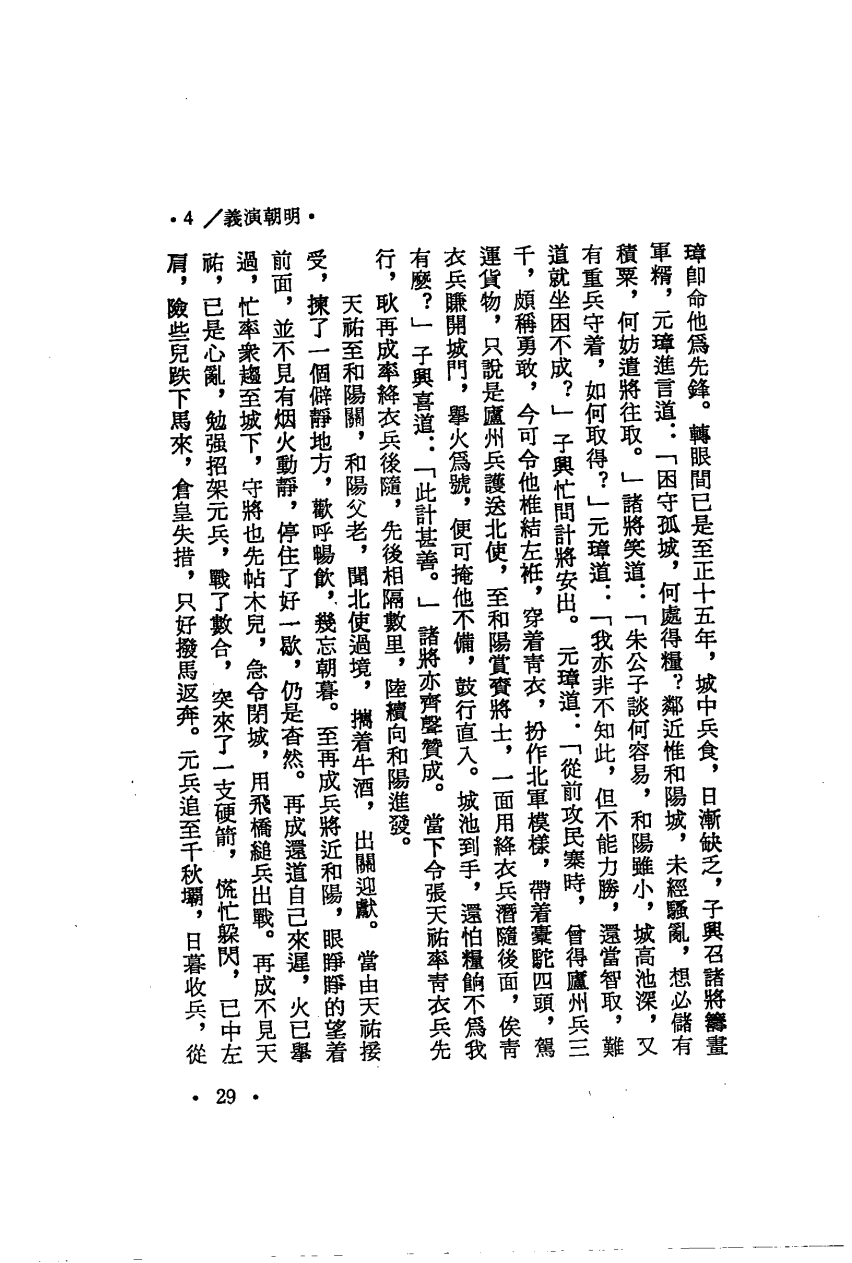 ·4 ／義演朝明·
璋卽命他爲先鋒。轉眼間已是至正十五年，城中兵食，日漸缺乏，子興召諸將籌畫
軍糈，元璋進言道：「困守孤城，何處得糧？鄰近惟和陽城，未經騷亂，想必儲有
積粟，何妨遣將往取。」諸將笑道：「朱公子談何容易，和陽雖小，城高池深，又
有重兵守着，如何取得？」元璋道：「我亦非不知此，但不能力勝，還當智取，難
道就坐困不成？」子興忙問計將安出。元璋道：「從前攻民寨時，曾得廬州兵三
千，頗稱勇敢，今可令他椎結左袵，穿着靑衣，扮作北軍模樣，帶着橐駝四頭，駕
運貨物，只說是廬州兵護送北使，至和陽賞賚將士，一面用絳衣兵潛隨後面，俟靑
衣兵賺開城門，舉火爲號，便可掩他不備，鼓行直入。城池到手，還怕糧餉不爲我
有麽？」子興喜道：「此計甚善。」諸將亦齊聲贊成。當下令張天祐率靑衣兵先
行，耿再成率絳衣兵後隨，先後相隔數里，陸續向和陽進發。
天祐至和陽關，和陽父老，聞北使過境，攜着牛酒，出關迎獻。當由天祐接
受，揀了一個僻靜地方，歡呼暢飲，幾忘朝暮。至再成兵將近和陽，眼睜睜的望着
前面，並不見有烟火動靜，停住了好一歇，仍是杳然。再成還道自己來遲，火已舉
過，忙率衆趨至城下，守將也先帖木兒，急令閉城，用飛橋縋兵出戰。再成不見天
祐，已是心亂，勉强招架元兵，戰了數合，突來了一支硬箭，慌忙躱閃，已中左
肩，險些兒跌下馬來，倉皇失措，只好撥馬返奔。元兵追至千秋壩，日暮收兵，從
·29·